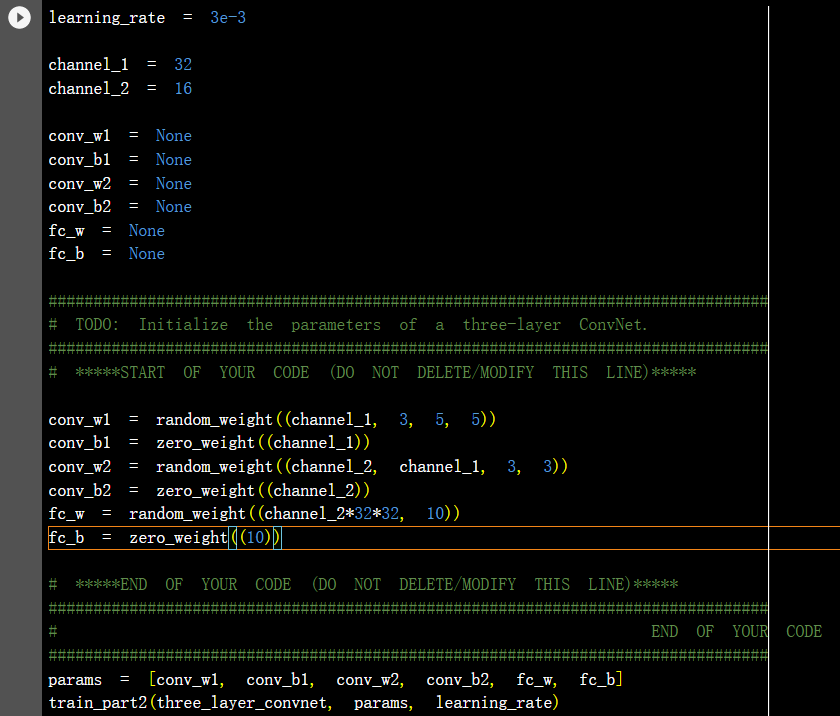 learning_rate = 3e-3
channel_1 = 32
channel_2 = 16
conv_w1 = None
conv_b1 = None
conv_w2 = None
conv_b2 = None
fc_w = None
fc_b = None
################################################################################
# TODO: Initialize the parameters of a three-layer ConvNet.
################################################################################
# *****START OF YOUR CODE (DO NOT DELETE/MODIFY THIS LINE)*****
conv_w1 = random_weight((channel_1, 3, 5, 5))
conv_b1 = zero_weight((channel_1))
conv_w2 = random_weight((channel_2, channel_1, 3, 3))
conv_b2 = zero_weight((channel_2))
fc_w = random_weight((channel_2*32*32, 10))
fc_b = zero_weight((10))
# *****END OF YOUR CODE (DO NOT DELETE/MODIFY THIS LINE)*****
################################################################################
# END OF YOUR CODE
################################################################################
params = [conv_w1, conv_b1, conv_w2, conv_b2, fc_w, fc_b]
train_part2(three_layer_convnet, params, learning_rate)